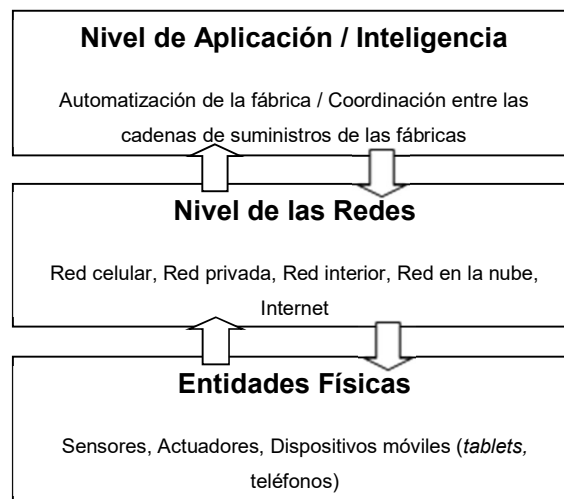 Nivel de Aplicación / Inteligencia
Automatización de la fábrica / Coordinación entre las
cadenas de suministros de las fábricas
Nivel de las Redes
Red celular, Red privada, Red interior, Red en la nube,
Internet
Entidades Físicas
Sensores, Actuadores, Dispositivos móviles (tablets,
teléfonos)